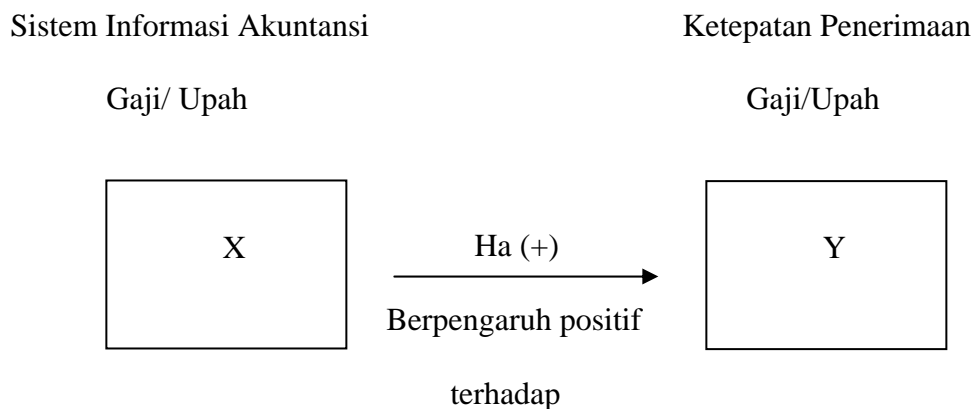 Sistem Informasi Akuntansi
Gaji/ Upah
Ketepatan Penerimaan
Gaji/Upah
X
Ha (+)
Berpengaruh positif
terhadap
Y